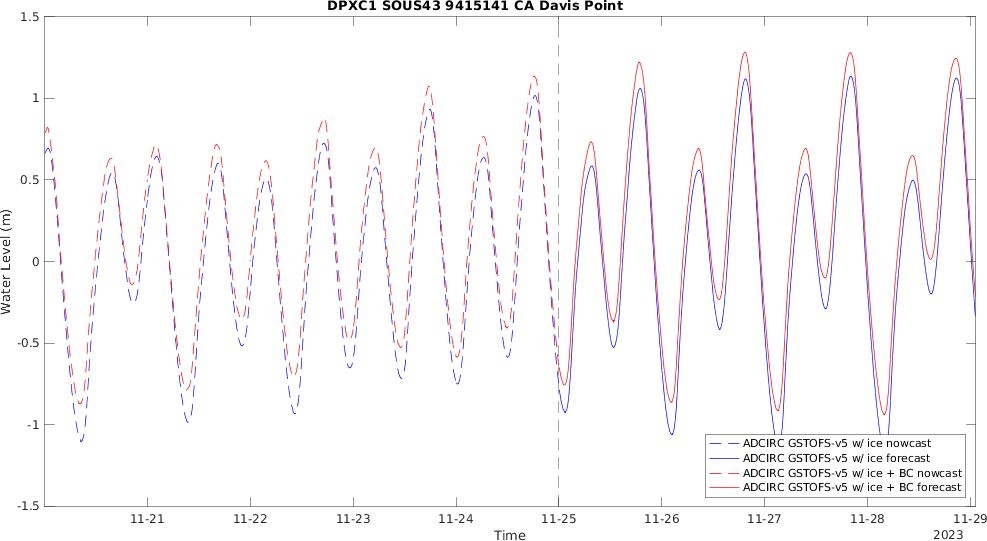 DPXC1 SOUS43 9415141 CA Davis Point
1.5
1
0.5
0
-0.5
-1
-1.5
Water Level (m)
ADCIRC GSTOFS-v5 w/ ice nowcast
ADCIRC GSTOFS-v5 w/ ice forecast
ADCIRC GSTOFS-v5 w/ ice + BC nowcast
ADCIRC GSTOFS-v5 w/ ice + BC forecast
11-21 11-22 11-23 11-24 11-25 11-26 11-27 11-28 11-29
Time
2023